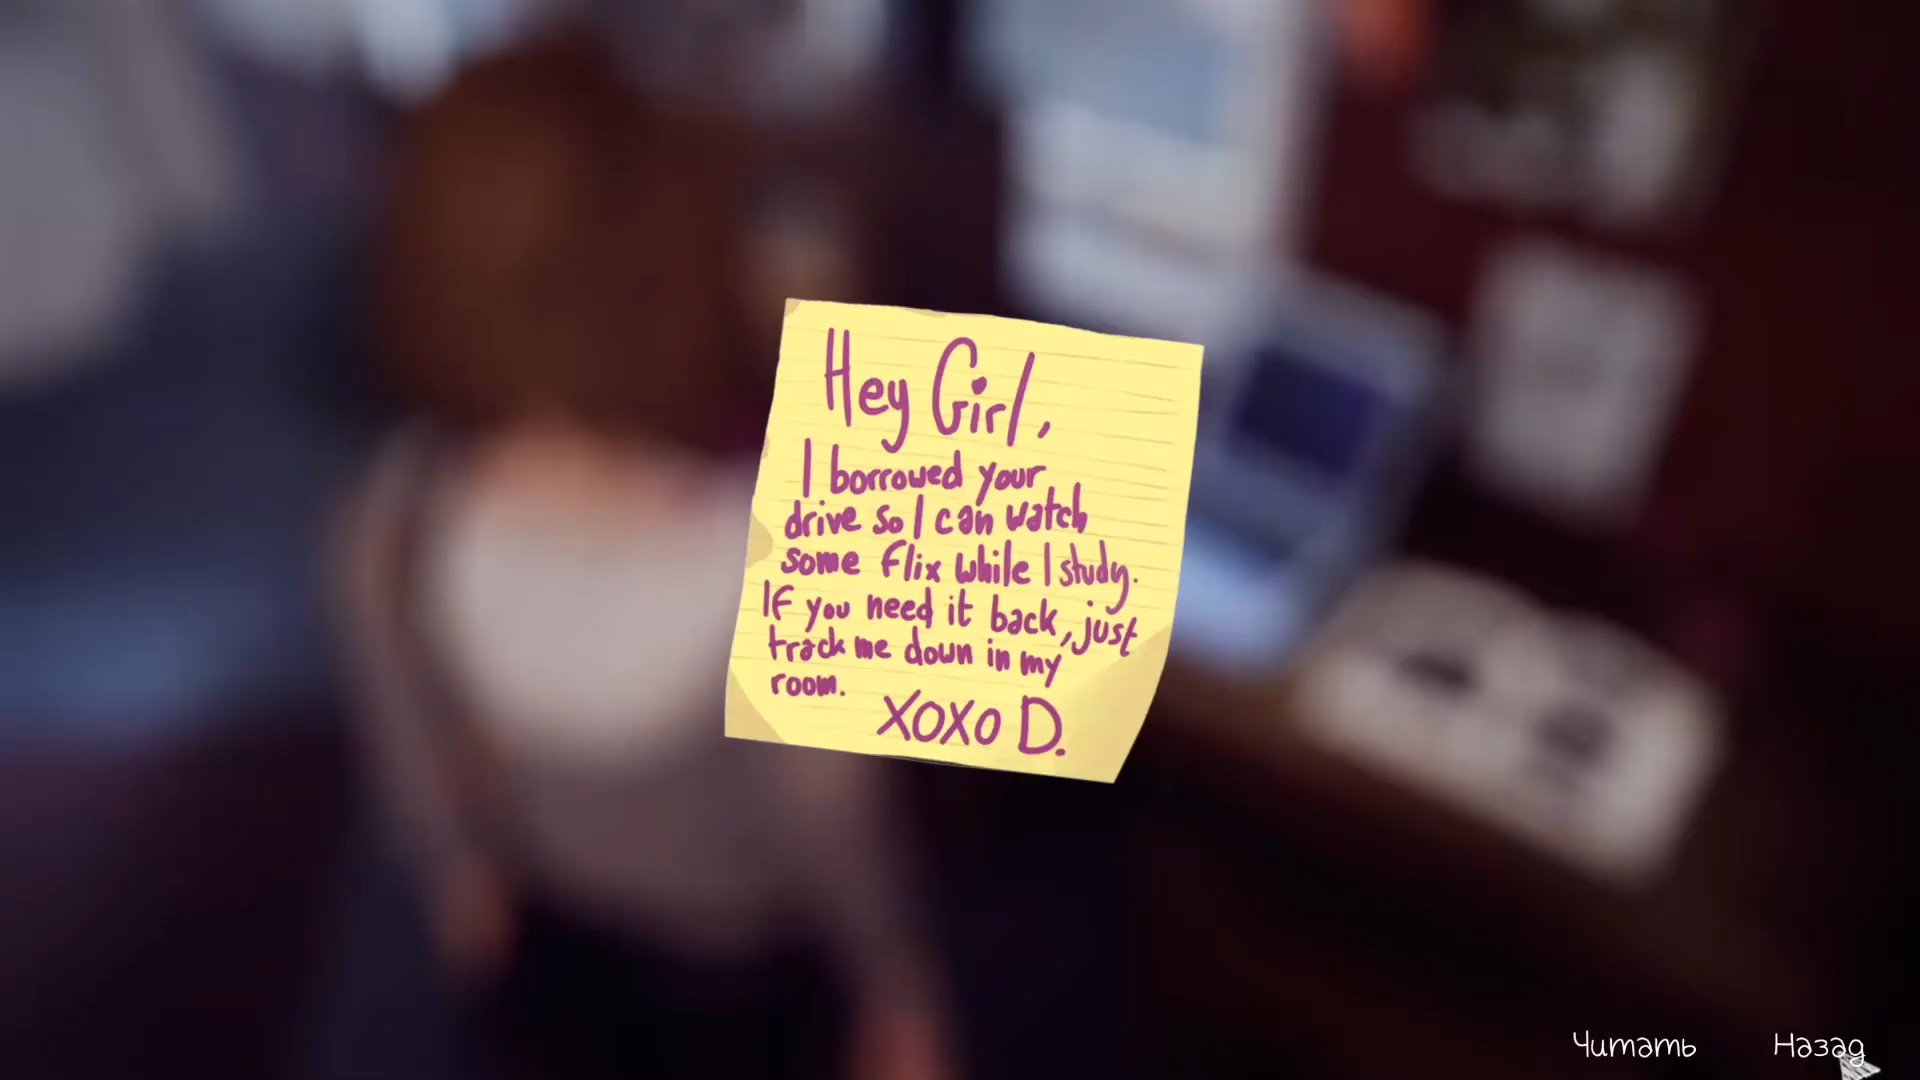 Hey Girl,
I borrowed your
drive so I can watch
some flix while I study.
If you need it back, just
track me down in my
room.
XOXO D.
Читать Назад